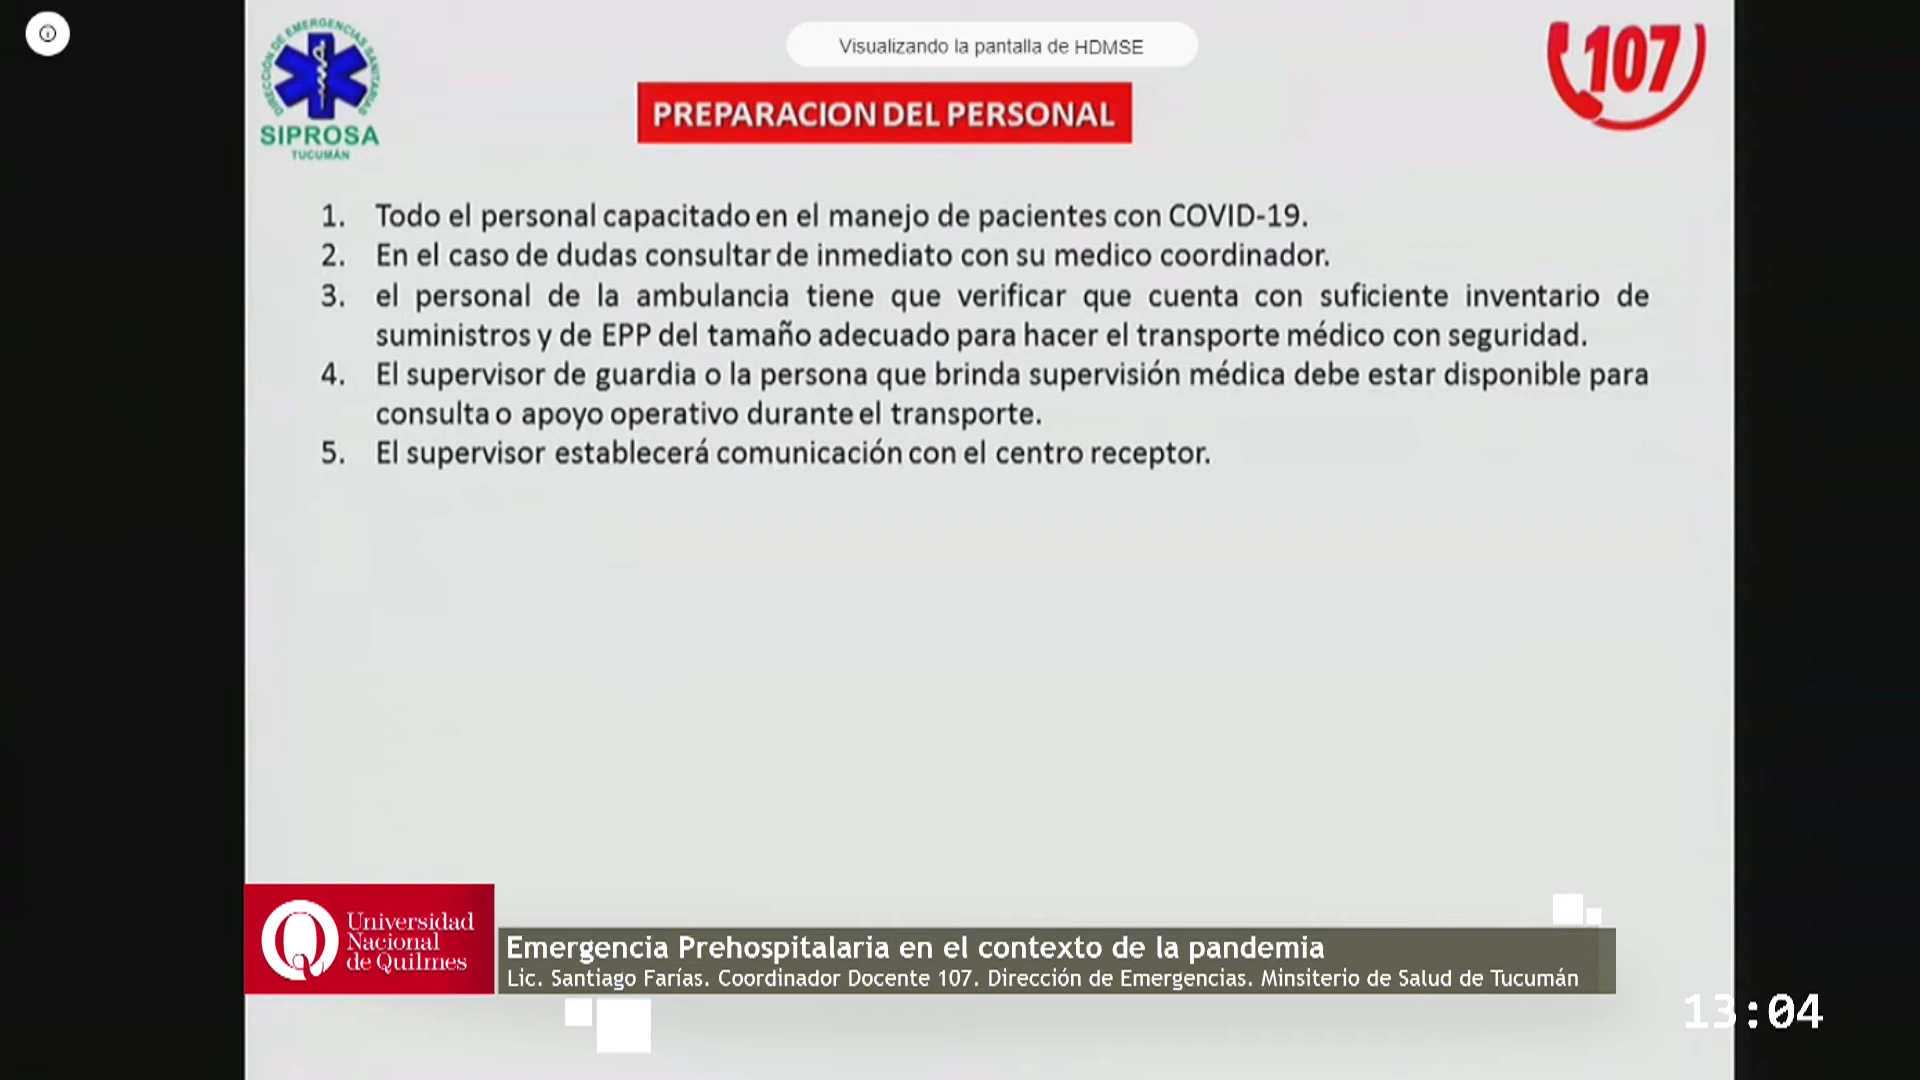 DIRECCIÓN DE EMERGENCIAS SANITARIAS
SIPROSA
TUCUMÁN
Visualizando la pantalla de HDMSE
107
PREPARACION DEL PERSONAL
1. Todo el personal capacitado en el manejo de pacientes con COVID-19.
2. En el caso de dudas consultar de inmediato con su medico coordinador.
3. el personal de la ambulancia tiene que verificar que cuenta con suficiente inventario de
suministros y de EPP del tamaño adecuado para hacer el transporte médico con seguridad.
4. El supervisor de guardia o la persona que brinda supervisión médica debe estar disponible para
consulta o apoyo operativo durante el transporte.
5. El supervisor establecerá comunicación con el centro receptor.
Universidad
Nacional
de Quilmes
Emergencia Prehospitalaria en el contexto de la pandemia
Lic. Santiago Farías. Coordinador Docente 107. Dirección de Emergencias. Minsiterio de Salud de Tucumán
13:04